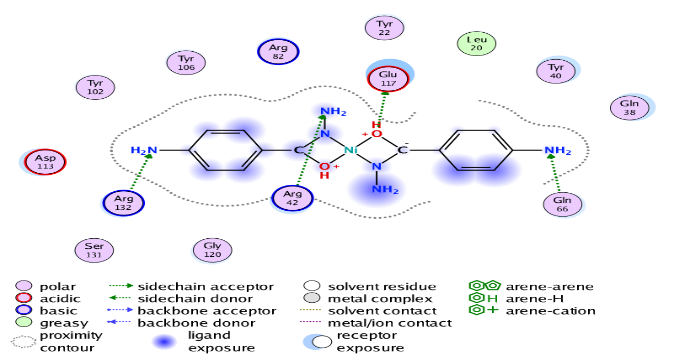 Tyr
22
Arg
82
Leu
20
Tyr
106
Glu
117
Tyr
40
Tyr
102
Gln
38
NH2
H
+ O
N
H2N
C
Ni
C -
NH2
O +
H
N
NH2
Asp
113
Arg
132
Arg
42
Gln
66
Ser
131
Gly
120
polar sidechain acceptor solvent residue arene-arene
acidic sidechain donor metal complex H arene-H
basic backbone acceptor solvent contact + arene-cation
greasy backbone donor metal/ion contact
proximity contour
ligand exposure
receptor exposure